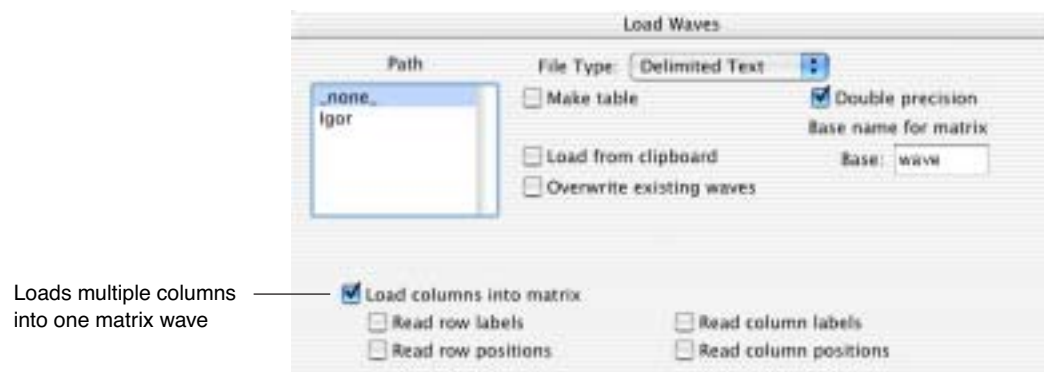 Load Waves
Path
File Type: Delimited Text
_none_
Igor
Make table
Double precision
Base name for matrix
Load from clipboard
Base: wave
Overwrite existing waves
Loads multiple columns
into one matrix wave
Load columns into matrix
Read row labels
Read column labels
Read row positions
Read column positions